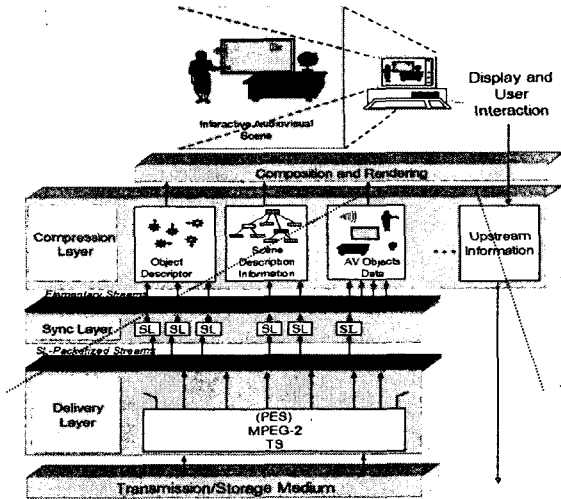 Display and
User
Interaction
Interactive Audiovisual
Scene
Composition and Rendering
Compression
Layer
Object
Descriptor
Scene
Description
Information
AV Objects
Data
....
Upstream
Information
Elementary Streams
Sync Layer
SL
SL
SL
SL
SL
SL
SL-Packetized Streams
Delivery
Layer
(PES)
MPEG-2
TS
Transmission/Storage Medium